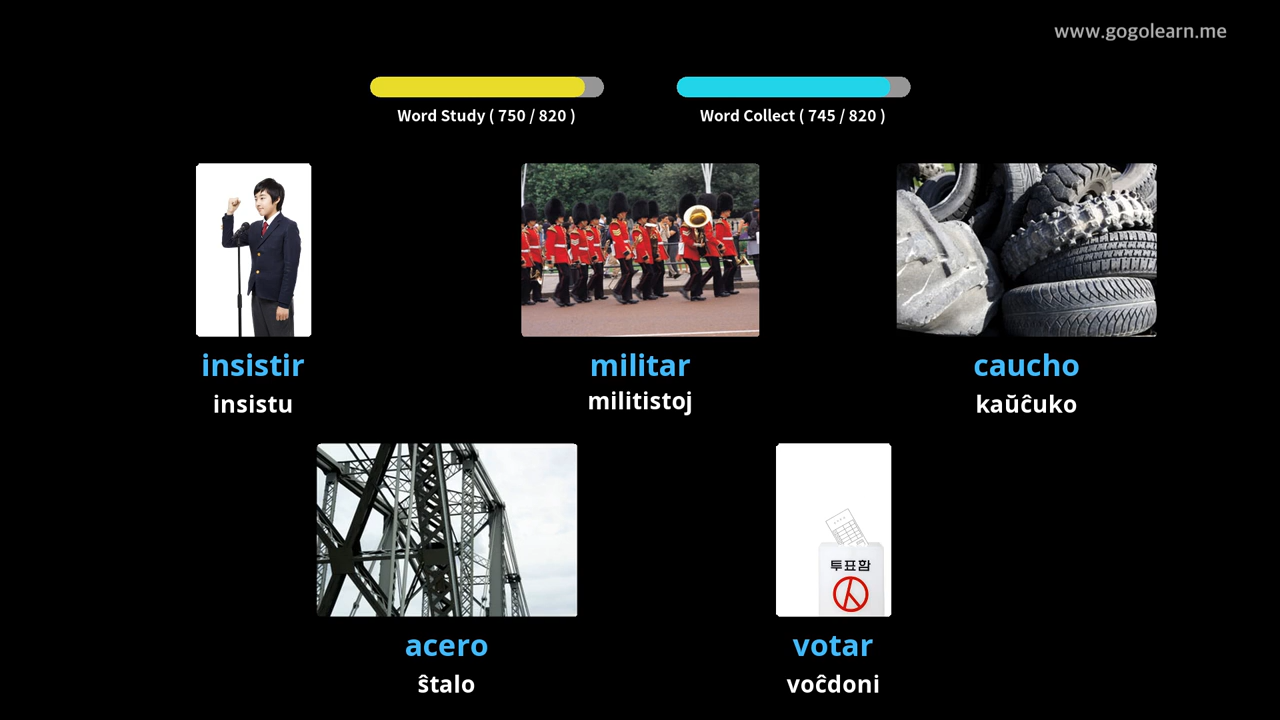 www.gogolearn.me
Word Study ( 750 / 820 )
Word Collect ( 745 / 820 )
insistir
insistu
militar
militistoj
caucho
kaŭĉuko
투표함
acero
ŝtalo
votar
voĉdoni